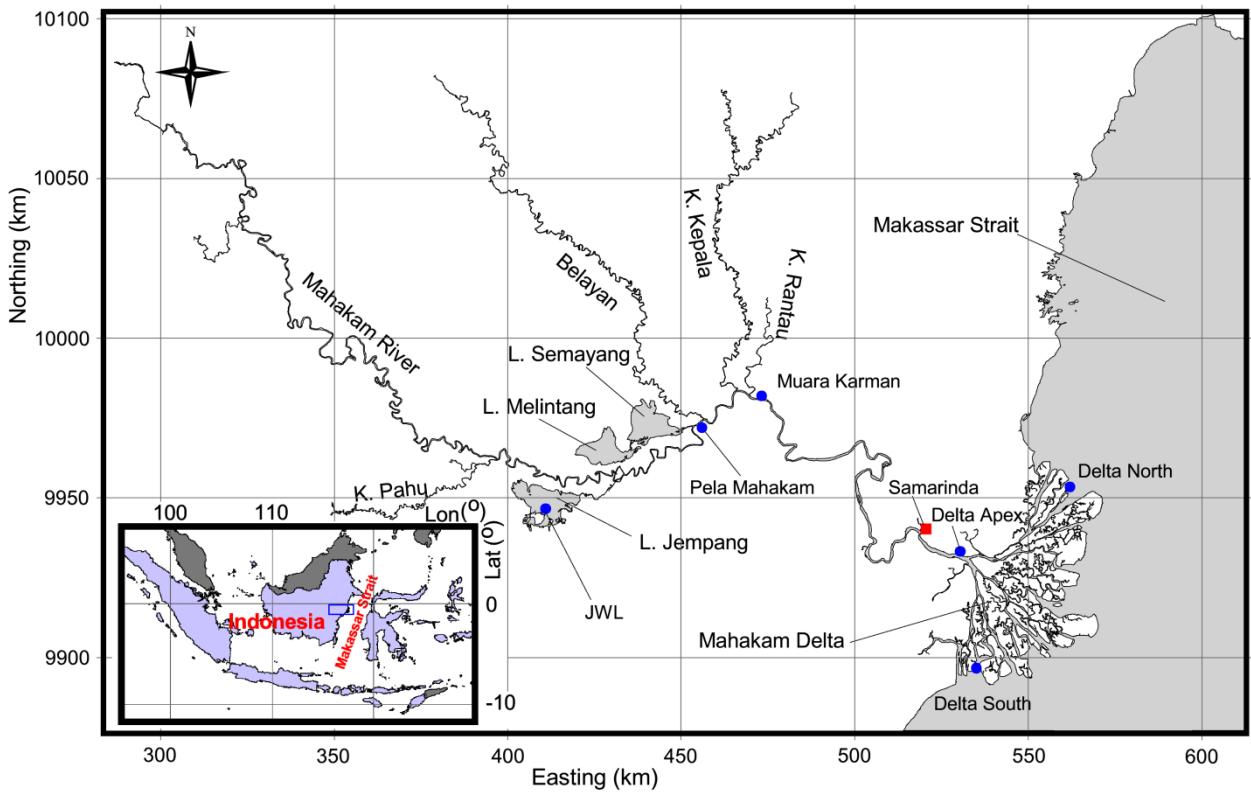 10100
10050
10000
9950
9900
Northing (km)
N
Makassar Strait
K. Kepala
K. Rantau
Belayan
Mahakam River
L. Semayang
L. Melintang
Muara Karman
Pela Mahakam
K. Pahu
L. Jempang
JWL
Samarinda
Delta Apex
Delta North
Mahakam Delta
Delta South
100
110
Lon(º)
Lat (º)
0
-10
Indonesia
Makassar Strait
300
350
400
450
500
550
600
Easting (km)